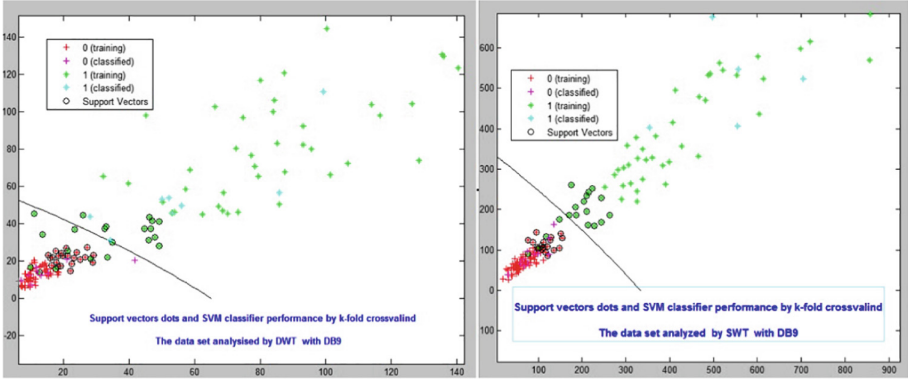 0 (training)
0 (classified)
1 (training)
1 (classified)
Support Vectors
140
120
100
80
60
40
20
0
-20
20 40 60 80 100 120 140
Support vectors dots and SVM classifier performance by k-fold crossvalind
The data set analysised by DWT with DB9
0 (training)
0 (classified)
1 (training)
1 (classified)
Support Vectors
600
500
400
300
200
100
0
100
100 200 300 400 500 600 700 800 900
Support vectors dots and SVM classifier performance by k-fold crossvalind
The data set analyzed by SWT with DB9